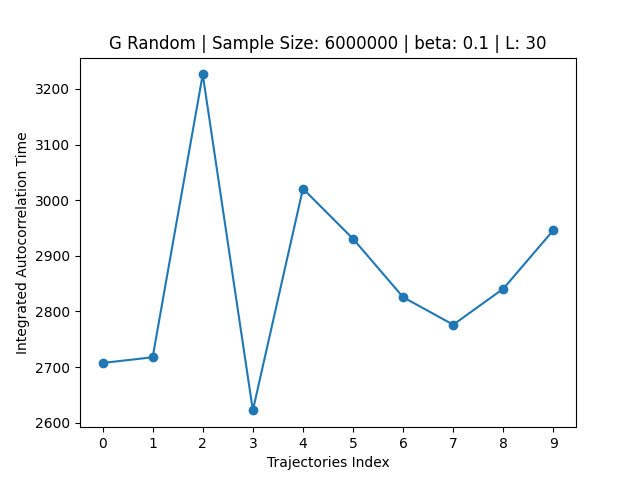 G Random | Sample Size: 6000000 | beta: 0.1 | L: 30
Integrated Autocorrelation Time
3200
3100
3000
2900
2800
2700
2600
0 1 2 3 4 5 6 7 8 9
Trajectories Index